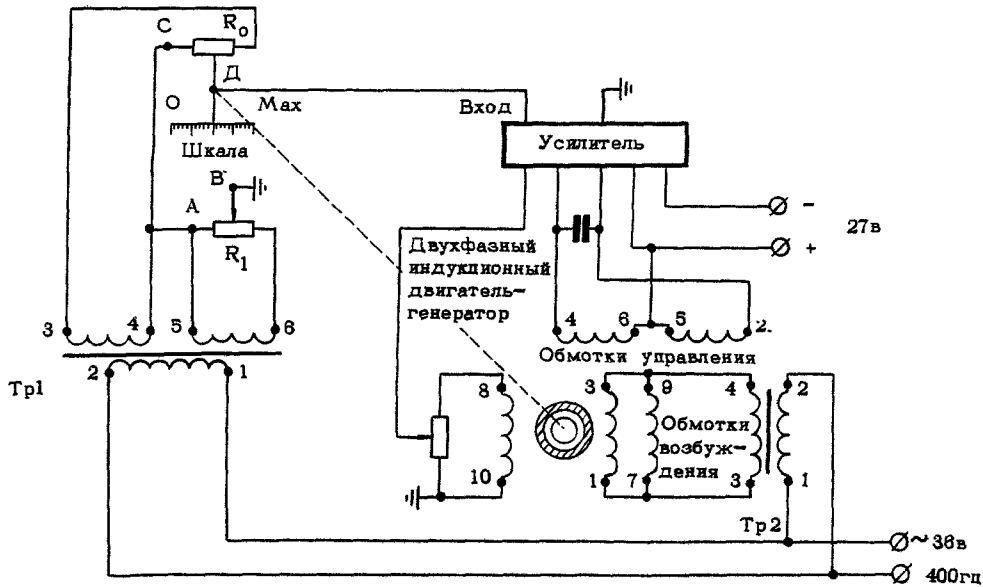 С
R₀
Д
О
Max
Вход
Шкала
Усилитель
В
А
R₁
-
27в
+
Двухфазный
индукционный
двигатель-
генератор
3
4
5
6
4
6
5
2.
Обмотки управления
2
1
Тр1
8
3
9
4
2
Обмотки
возбуж-
дения
10
1
7
3
1
Тр2
~36в
400гц